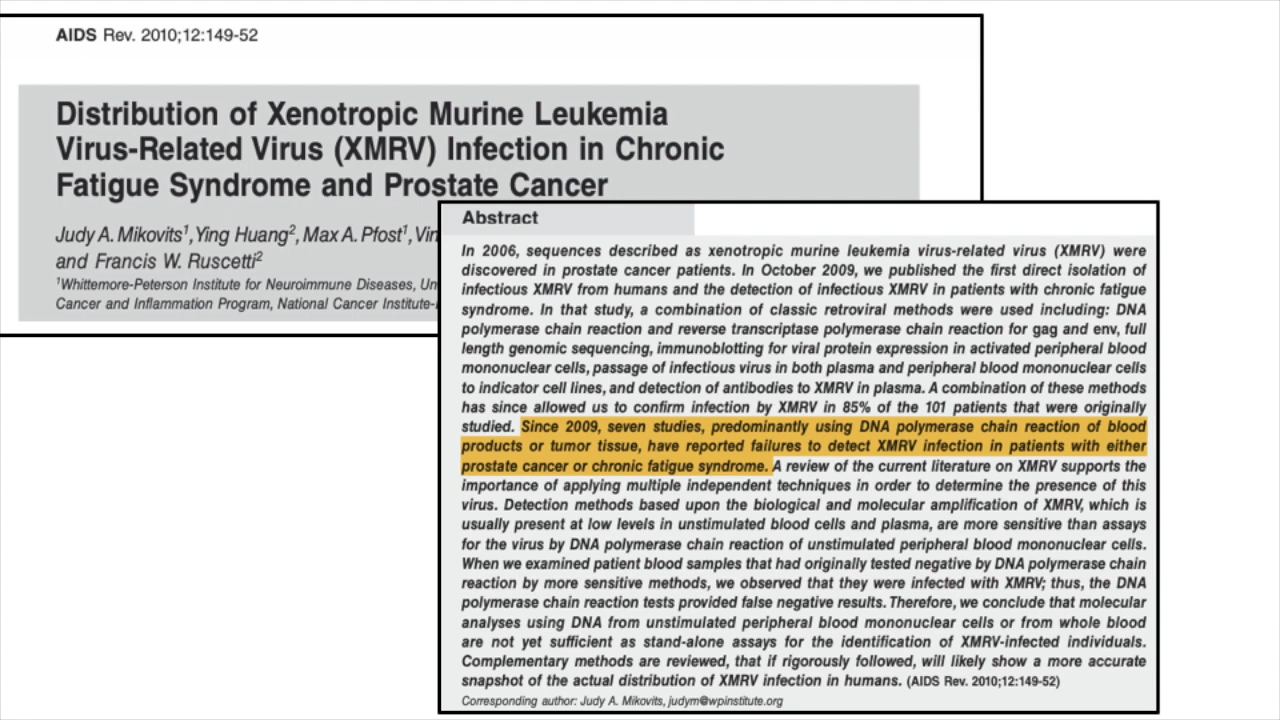 AIDS Rev. 2010;12:149-52
Distribution of Xenotropic Murine Leukemia
Virus-Related Virus (XMRV) Infection in Chronic
Fatigue Syndrome and Prostate Cancer
Judy A. Mikovits1, Ying Huang2, Max A. Pfost1, Vin
and Francis W. Ruscetti2
1Whittemore-Peterson Institute for Neuroimmune Diseases, Un
Cancer and Inflammation Program, National Cancer Institute-
Abstract
In 2006, sequences described as xenotropic murine leukemia virus-related virus (XMRV) were
discovered in prostate cancer patients. In October 2009, we published the first direct isolation of
infectious XMRV from humans and the detection of infectious XMRV in patients with chronic fatigue
syndrome. In that study, a combination of classic retroviral methods were used including: DNA
polymerase chain reaction and reverse transcriptase polymerase chain reaction for gag and env, full
length genomic sequencing, immunoblotting for viral protein expression in activated peripheral blood
mononuclear cells, passage of infectious virus in both plasma and peripheral blood mononuclear cells
to indicator cell lines, and detection of antibodies to XMRV in plasma. A combination of these methods
has since allowed us to confirm infection by XMRV in 85% of the 101 patients that were originally
studied. Since 2009, seven studies, predominantly using DNA polymerase chain reaction of blood
products or tumor tissue, have reported failures to detect XMRV infection in patients with either
prostate cancer or chronic fatigue syndrome. A review of the current literature on XMRV supports the
importance of applying multiple independent techniques in order to determine the presence of this
virus. Detection methods based upon the biological and molecular amplification of XMRV, which is
usually present at low levels in unstimulated blood cells and plasma, are more sensitive than assays
for the virus by DNA polymerase chain reaction of unstimulated peripheral blood mononuclear cells.
When we examined patient blood samples that had originally tested negative by DNA polymerase chain
reaction by more sensitive methods, we observed that they were infected with XMRV; thus, the DNA
polymerase chain reaction tests provided false negative results. Therefore, we conclude that molecular
analyses using DNA from unstimulated peripheral blood mononuclear cells or from whole blood
are not yet sufficient as stand-alone assays for the identification of XMRV-infected individuals.
Complementary methods are reviewed, that if rigorously followed, will likely show a more accurate
snapshot of the actual distribution of XMRV infection in humans. (AIDS Rev. 2010;12:149-52)
Corresponding author: Judy A. Mikovits, judym@wpinstitute.org